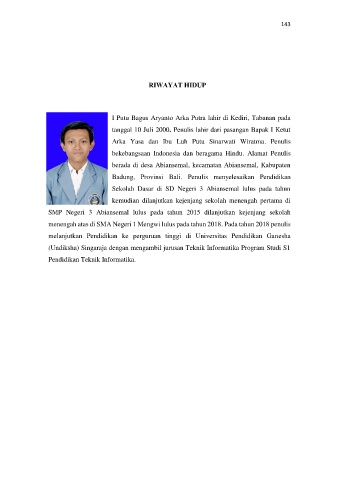 143
RIWAYAT HIDUP
I Putu Bagus Aryanto Arka Putra lahir di Kediri, Tabanan pada
tanggal 10 Juli 2000. Penulis lahir dari pasangan Bapak I Ketut
Arka Yasa dan Ibu Luh Putu Sinarwati Wiratma. Penulis
bekebangsaan Indonesia dan beragama Hindu. Alamat Penulis
berada di desa Abiansemal, kecamatan Abiansemal, Kabupaten
Badung, Provinsi Bali. Penulis menyelesaikan Pendidikan
Sekolah Dasar di SD Negeri 3 Abiansemal lulus pada tahun
kemudian dilanjutkan kejenjang sekolah menengah pertama di
SMP Negeri 3 Abiansemal lulus pada tahun 2015 dilanjutkan kejenjang sekolah
menengah atas di SMA Negeri 1 Mengwi lulus pada tahun 2018. Pada tahun 2018 penulis
melanjutkan Pendidikan ke perguruan tinggi di Universitas Pendidikan Ganesha
(Undiksha) Singaraja dengan mengambil jurusan Teknik Informatika Program Studi S1
Pendidikan Teknik Informatika.